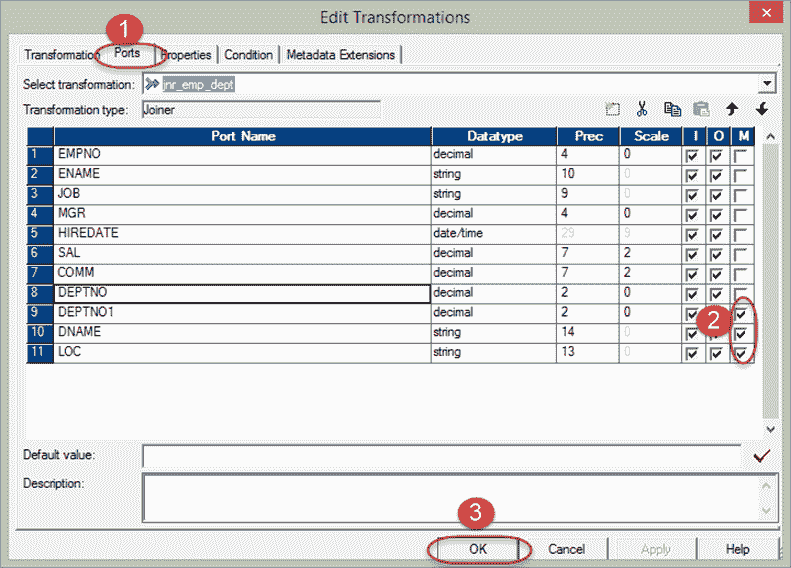 Edit Transformations
1
Transformation Ports Properties Condition Metadata Extensions
Select transformation: jnr_emp_dept
Transformation type: Joiner
Port Name Datatype Prec Scale I O M
1 EMPNO decimal 4 0
2 ENAME string 10 0
3 JOB string 9 0
4 MGR decimal 4 0
5 HIREDATE date/time 29 9
6 SAL decimal 7 2
7 COMM decimal 7 2
8 DEPTNO decimal 2 0
9 DEPTNO1 decimal 2 0
2
10 DNAME string 14 0
11 LOC string 13 0
Default value:
Description:
3
OK Cancel Apply Help